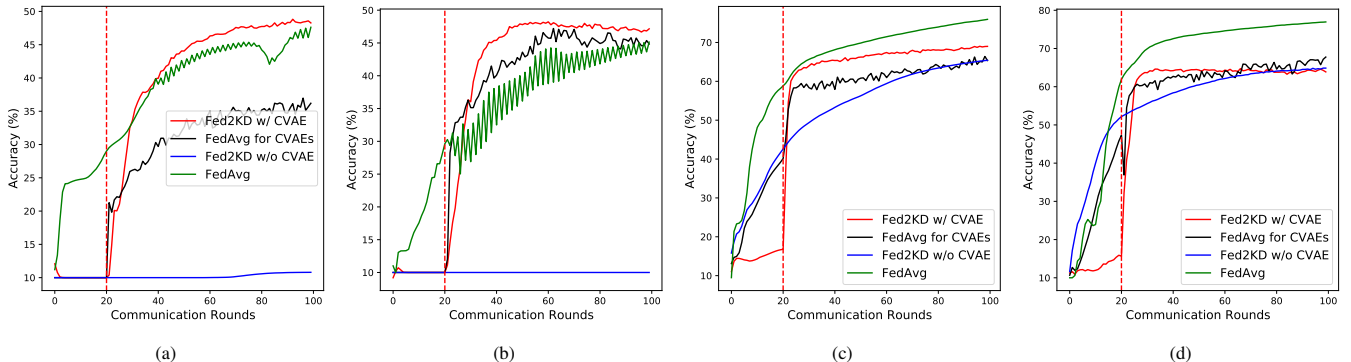 50
45
40
35
30
25
20
15
10
Accuracy (%)
0
20
40
60
80
100
Communication Rounds
Fed2KD w/ CVAE
FedAvg for CVAEs
Fed2KD w/o CVAE
FedAvg
(a)
50
45
40
35
30
25
20
15
10
Accuracy (%)
0
20
40
60
80
100
Communication Rounds
(b)
70
60
50
40
30
20
10
Accuracy (%)
0
20
40
60
80
100
Communication Rounds
Fed2KD w/ CVAE
FedAvg for CVAEs
Fed2KD w/o CVAE
FedAvg
(c)
80
70
60
50
40
30
20
10
Accuracy (%)
0
20
40
60
80
100
Communication Rounds
Fed2KD w/ CVAE
FedAvg for CVAEs
Fed2KD w/o CVAE
FedAvg
(d)